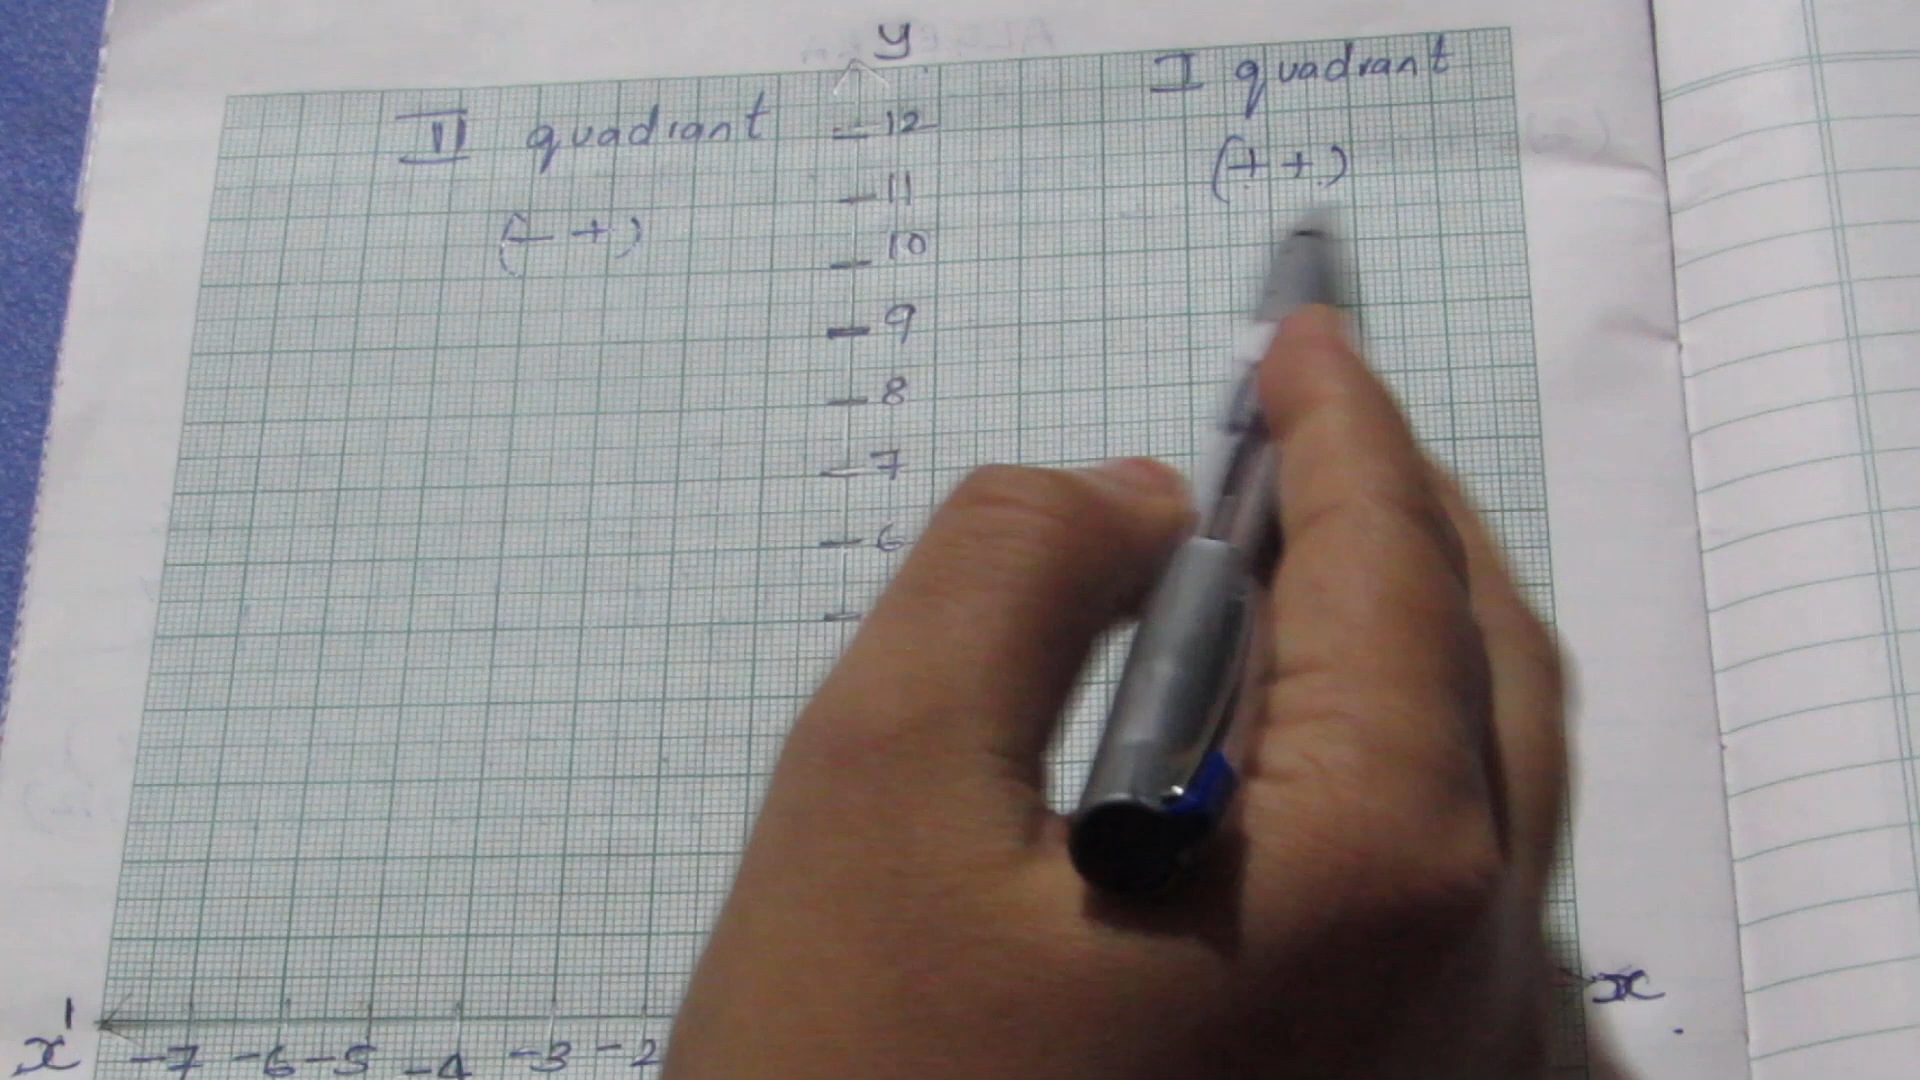 y
I quadrant
(+ +)
II quadrant
(- +)
12
11
10
9
8
7
6
x
x'
-7 -6 -5 -4 -3 -2